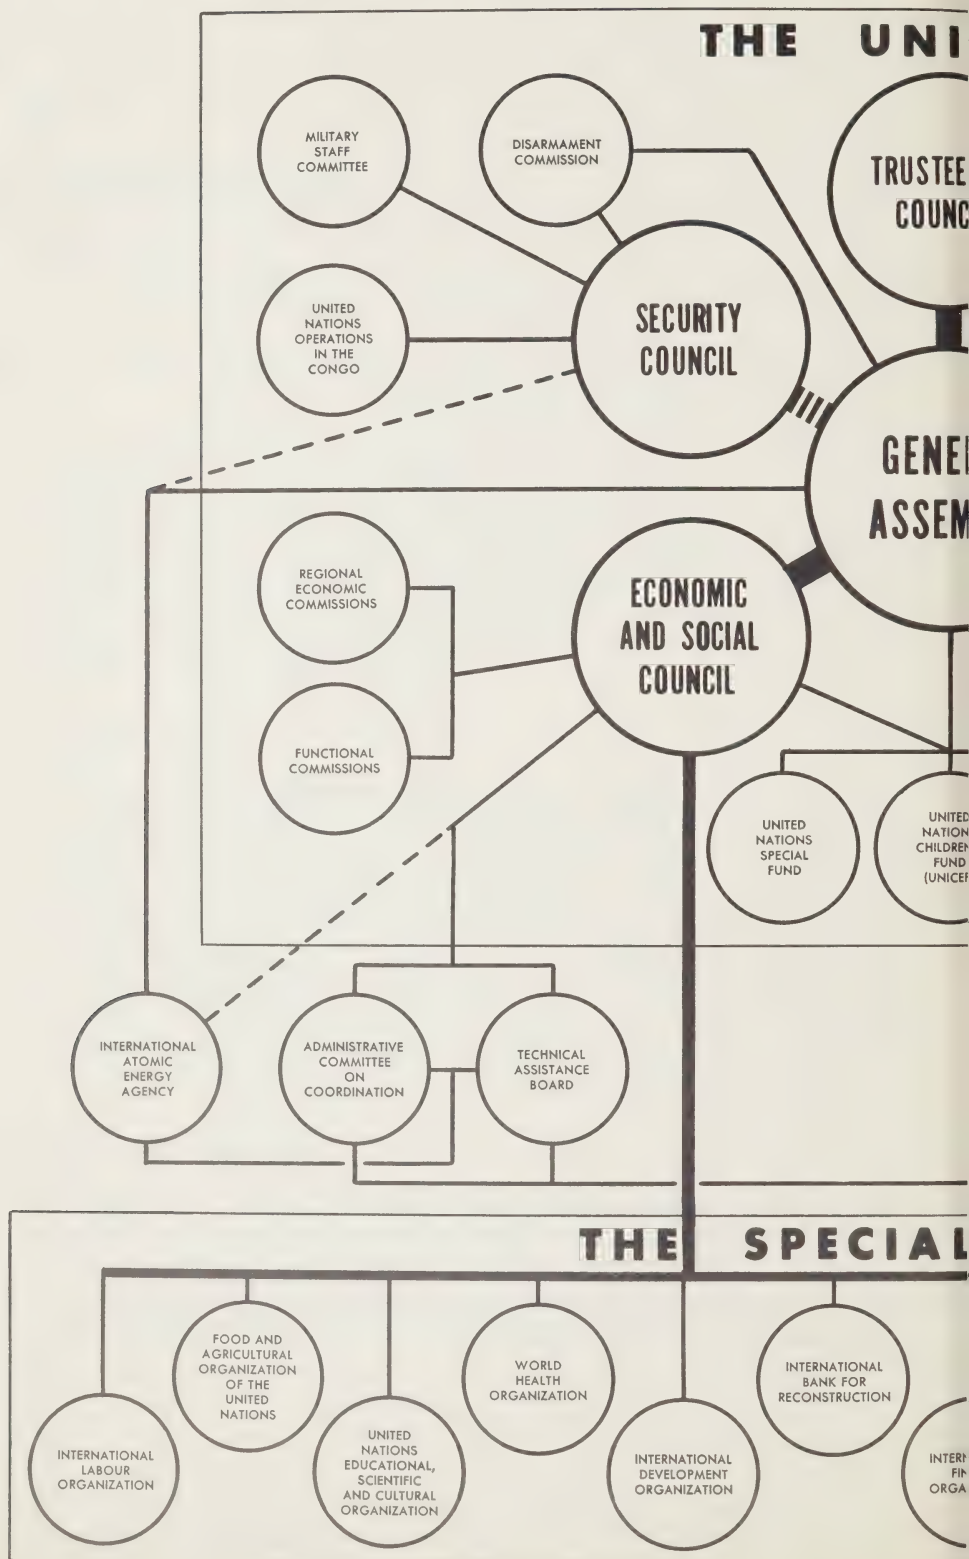 THE UNI
MILITARY
STAFF
COMMITTEE
DISARMAMENT
COMMISSION
TRUSTEE
COUNC
UNITED
NATIONS
OPERATIONS
IN THE
CONGO
SECURITY
COUNCIL
GENE
ASSEM
REGIONAL
ECONOMIC
COMMISSIONS
ECONOMIC
AND SOCIAL
COUNCIL
FUNCTIONAL
COMMISSIONS
UNITED
NATIONS
SPECIAL
FUND
UNITED
NATION
CHILDREN
FUND
(UNICEF
INTERNATIONAL
ATOMIC
ENERGY
AGENCY
ADMINISTRATIVE
COMMITTEE
ON
COORDINATION
TECHNICAL
ASSISTANCE
BOARD
THE SPECIAL
INTERNATIONAL
LABOUR
ORGANIZATION
FOOD AND
AGRICULTURAL
ORGANIZATION
OF THE
UNITED
NATIONS
UNITED
NATIONS
EDUCATIONAL,
SCIENTIFIC
AND CULTURAL
ORGANIZATION
WORLD
HEALTH
ORGANIZATION
INTERNATIONAL
DEVELOPMENT
ORGANIZATION
INTERNATIONAL
BANK FOR
RECONSTRUCTION
INTERN
FIN
ORGA